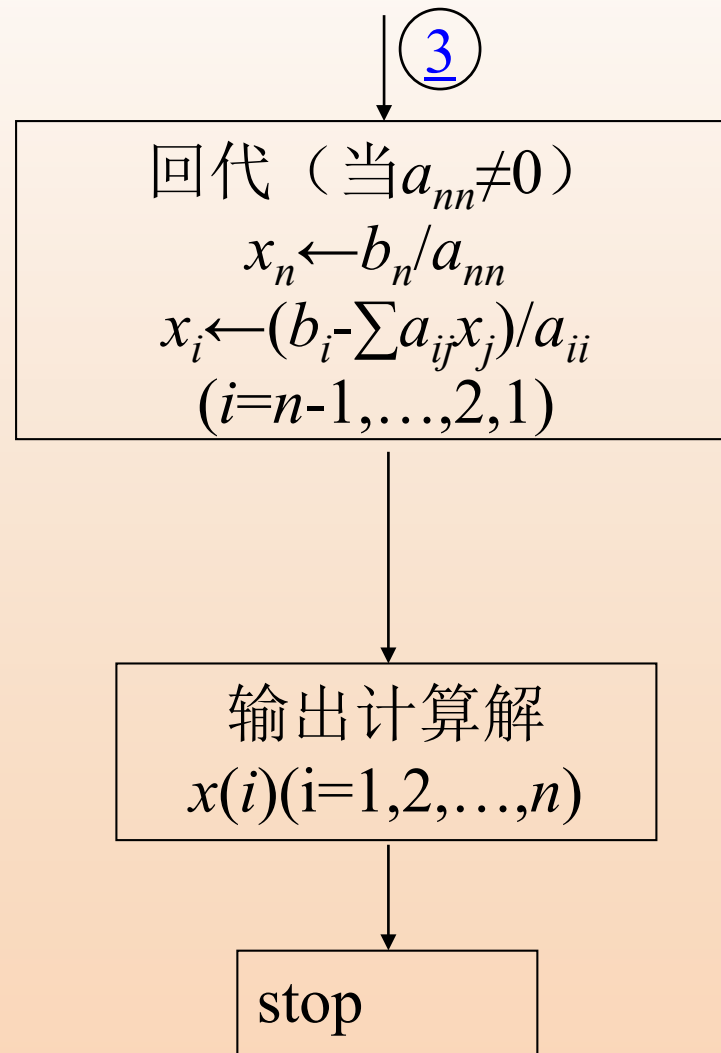 3
回代（当aₙₙ≠0）
xₙ←bₙ/aₙₙ
xᵢ←(bᵢ-∑aᵢⱼxⱼ)/aᵢᵢ
(i=n-1,…,2,1)
输出计算解
x(i)(i=1,2,…,n)
stop